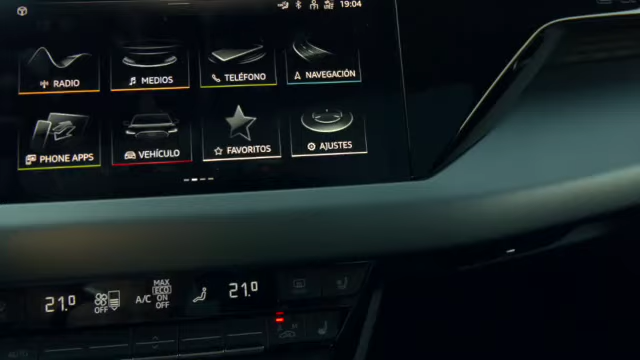 19:04
RADIO
MEDIOS
TELÉFONO
NAVEGACIÓN
PHONE APPS
VEHÍCULO
FAVORITOS
AJUSTES
21.0
OFF
A/C
MAX
ECO
ON
OFF
21.0